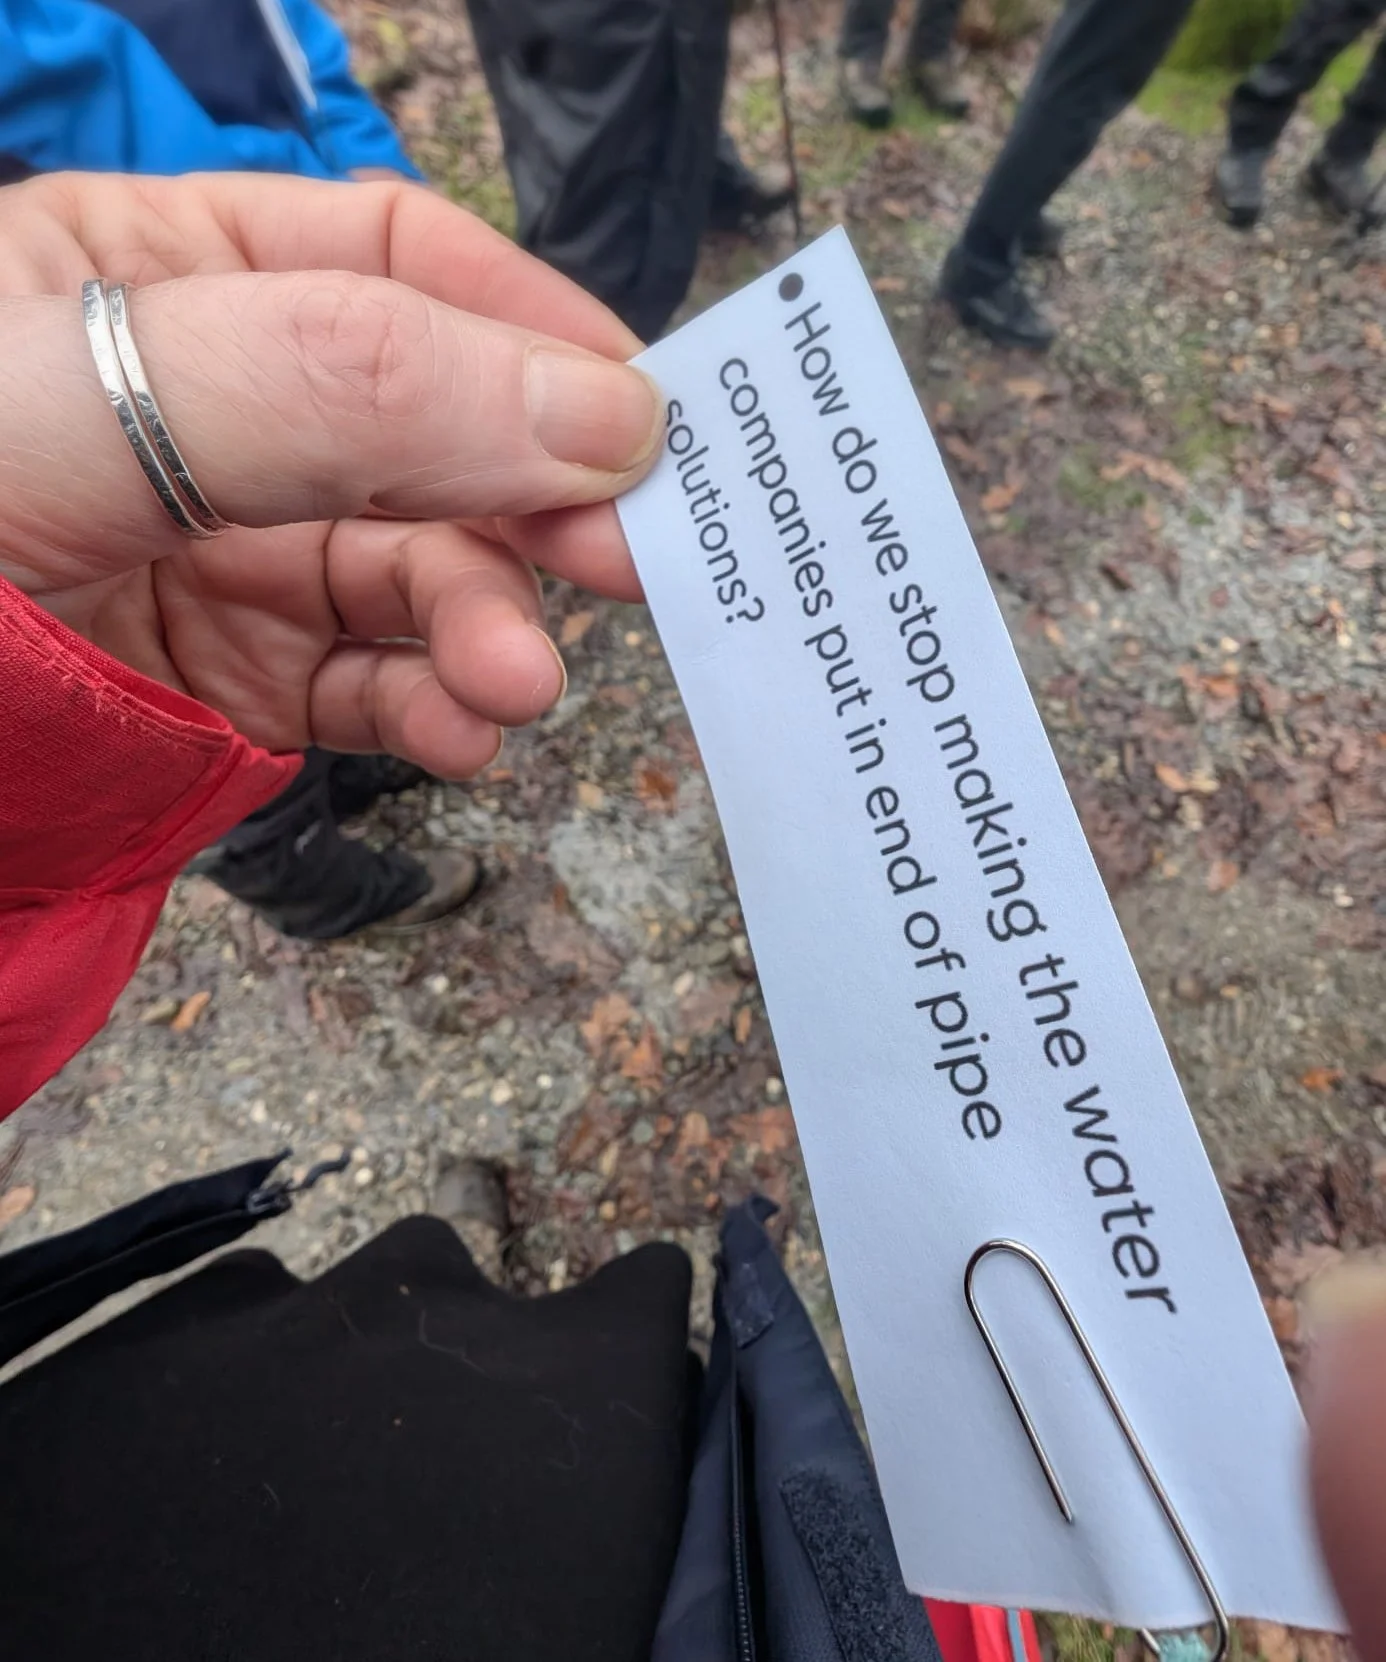 ● How do we stop making the water
companies put in end of pipe
solutions?